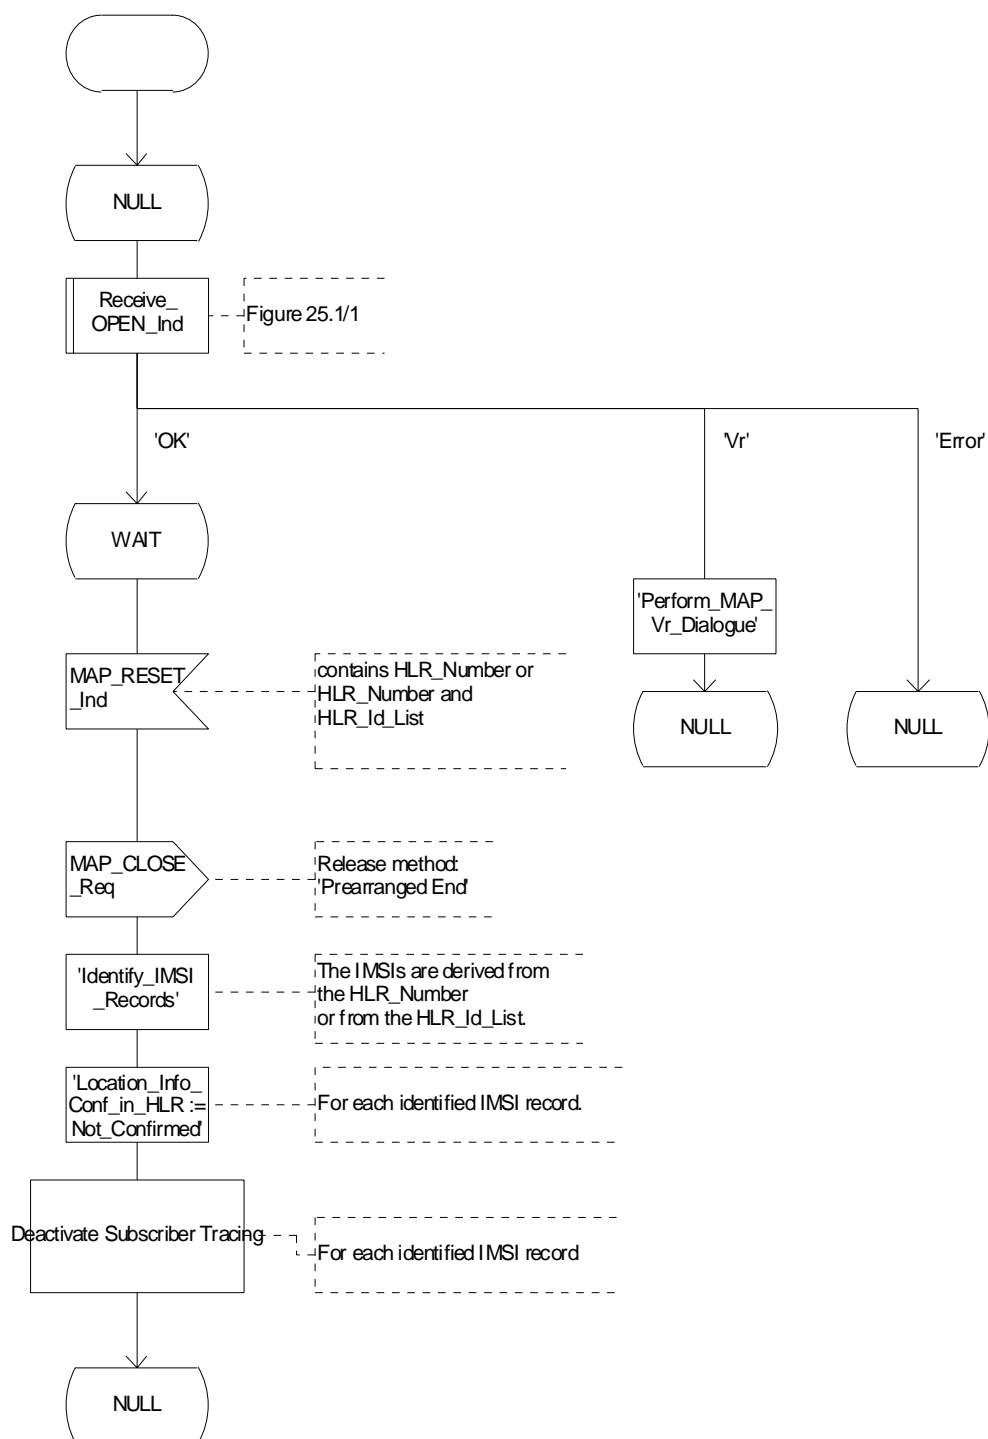 NULL
Receive_
OPEN_Ind
Figure 25.1/1
'OK'
'Vr'
'Error'
WAIT
'Perform_MAP_
Vr_Dialogue'
MAP_RESET
_Ind
contains HLR_Number or
HLR_Number and
HLR_Id_List
NULL
NULL
MAP_CLOSE
_Req
Release method:
'Prearranged End'
'Identify_IMSI
_Records'
The IMSIs are derived from
the HLR_Number
or from the HLR_Id_List.
'Location_Info_
Conf_in_HLR :=
Not_Confirmed'
For each identified IMSI record.
Deactivate Subscriber Tracing
For each identified IMSI record
NULL